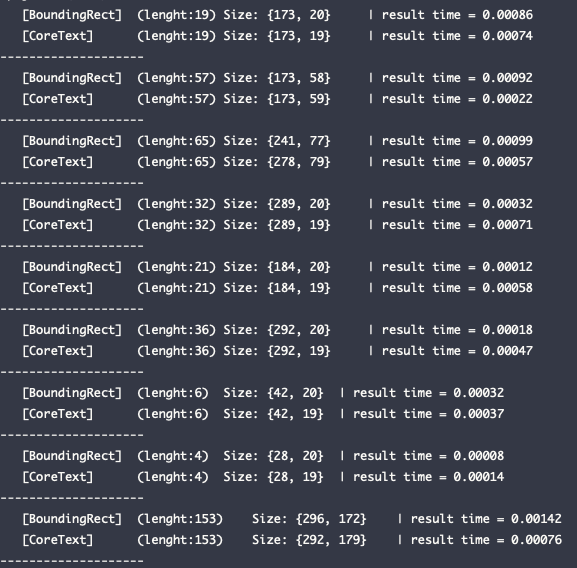 [BoundingRect] (lenght:19) Size: {173, 20} | result time = 0.00086
[CoreText] (lenght:19) Size: {173, 19} | result time = 0.00074
--------------------
[BoundingRect] (lenght:57) Size: {173, 58} | result time = 0.00092
[CoreText] (lenght:57) Size: {173, 59} | result time = 0.00022
--------------------
[BoundingRect] (lenght:65) Size: {241, 77} | result time = 0.00099
[CoreText] (lenght:65) Size: {278, 79} | result time = 0.00057
--------------------
[BoundingRect] (lenght:32) Size: {289, 20} | result time = 0.00032
[CoreText] (lenght:32) Size: {289, 19} | result time = 0.00071
--------------------
[BoundingRect] (lenght:21) Size: {184, 20} | result time = 0.00012
[CoreText] (lenght:21) Size: {184, 19} | result time = 0.00058
--------------------
[BoundingRect] (lenght:36) Size: {292, 20} | result time = 0.00018
[CoreText] (lenght:36) Size: {292, 19} | result time = 0.00047
--------------------
[BoundingRect] (lenght:6) Size: {42, 20} | result time = 0.00032
[CoreText] (lenght:6) Size: {42, 19} | result time = 0.00037
--------------------
[BoundingRect] (lenght:4) Size: {28, 20} | result time = 0.00008
[CoreText] (lenght:4) Size: {28, 19} | result time = 0.00014
--------------------
[BoundingRect] (lenght:153) Size: {296, 172} | result time = 0.00142
[CoreText] (lenght:153) Size: {292, 179} | result time = 0.00076
--------------------